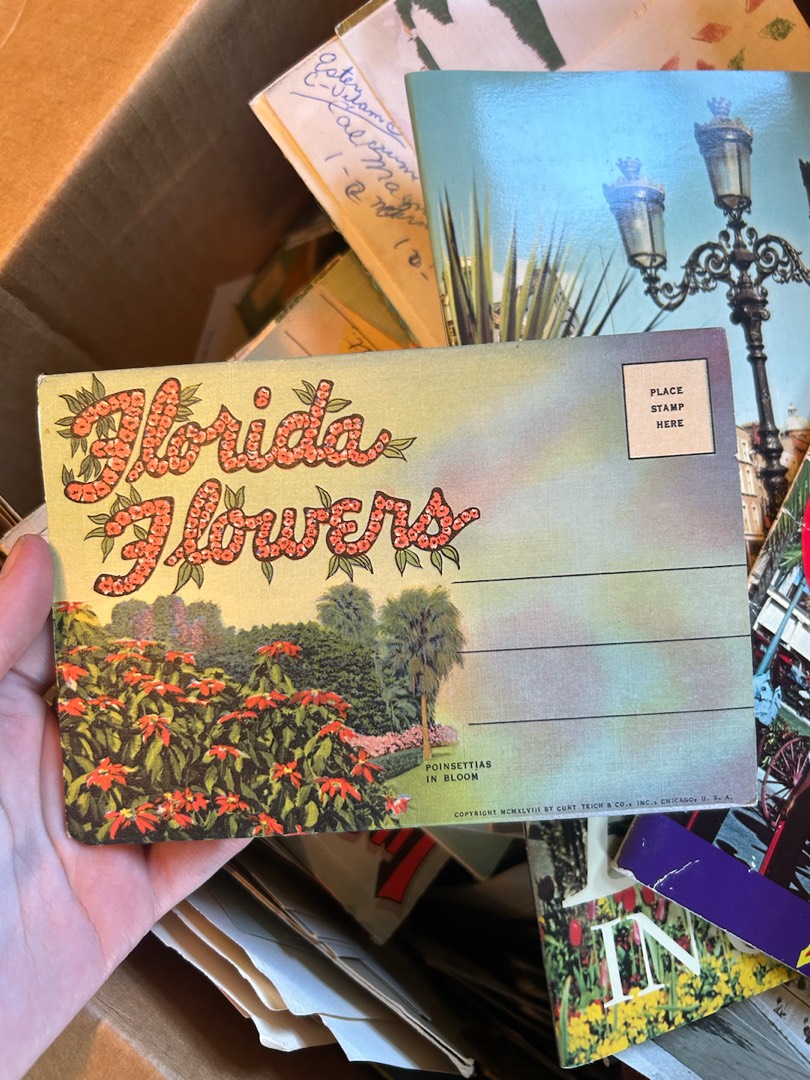 Florida
Flowers
PLACE
STAMP
HERE
POINSETTIAS
IN BLOOM
COPYRIGHT MCMXLVIII BY CURT TEICH & CO., INC., CHICAGO, U. S. A.
IN